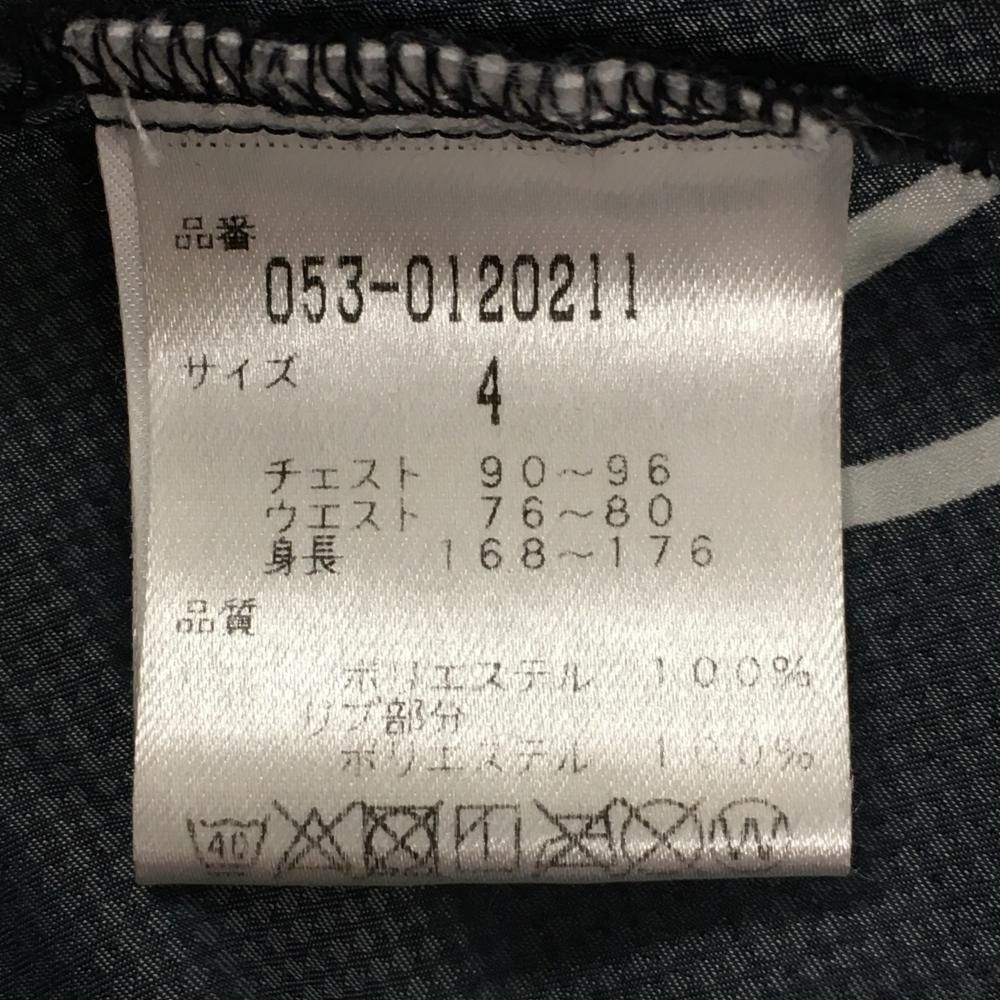 品番
053-0120211
サイズ 4
チェスト 90～96
ウエスト 76～80
身長 168～176
品質
ポリエステル 100%
リブ部分
ポリエステル 100%
40 W